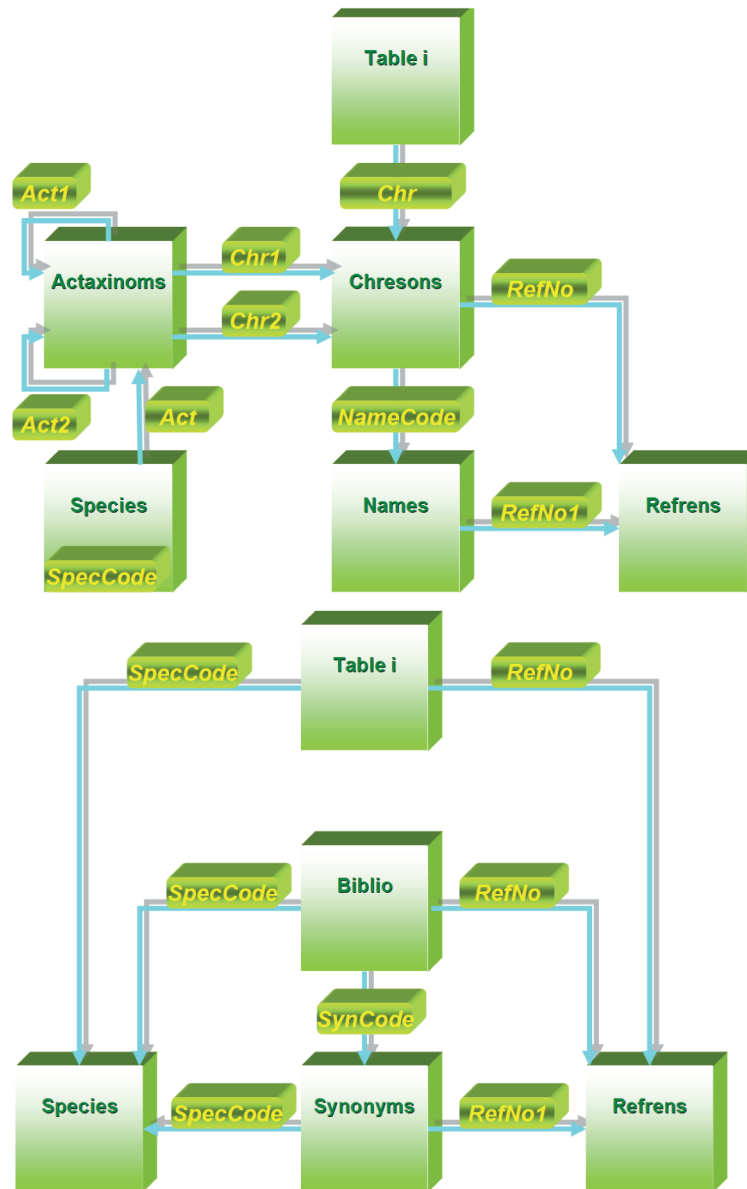 Table i
Act1
Chr
Chr1
Actaxinoms
Chresons
RefNo
Chr2
Act2
Act
NameCode
Species
Names
RefNo1
Refrens
SpecCode
SpecCode
Table i
RefNo
SpecCode
Biblio
RefNo
SynCode
Species
SpecCode
Synonyms
RefNo1
Refrens